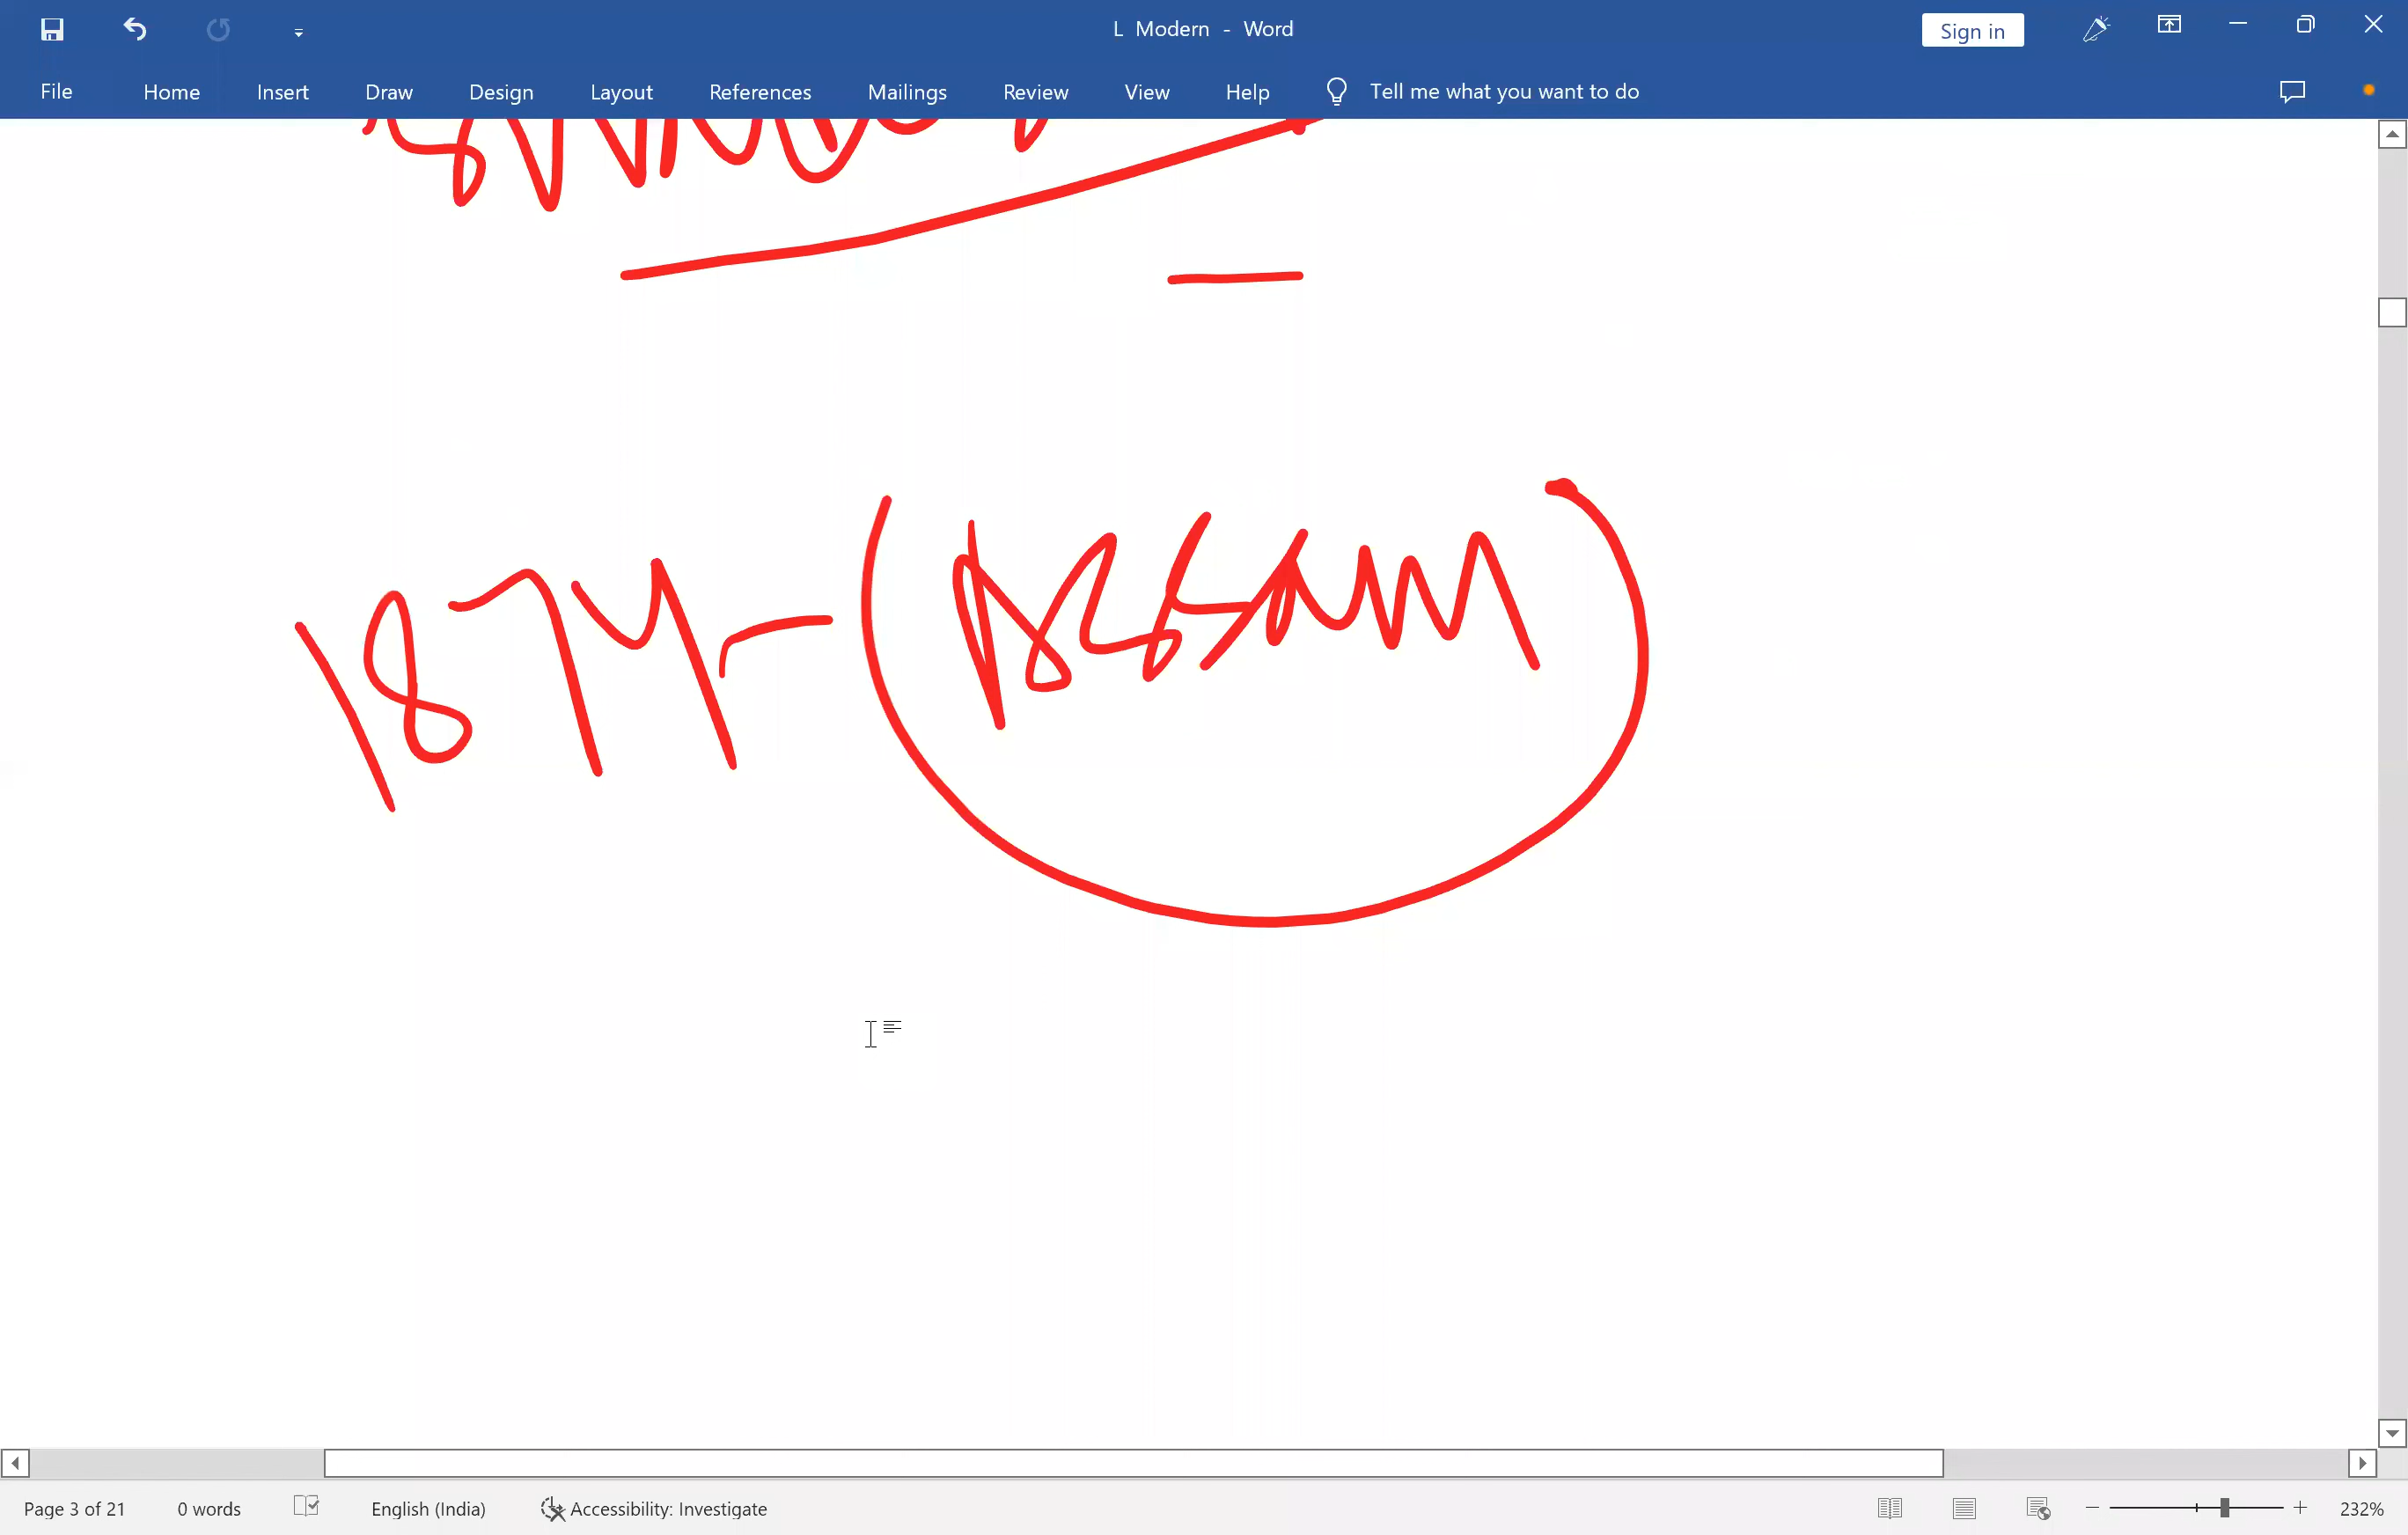 L Modern - Word
Sign in
File Home Insert Draw Design Layout References Mailings Review View Help Tell me what you want to do
1874 - (Assam)
Page 3 of 21 0 words English (India) Accessibility: Investigate 232%